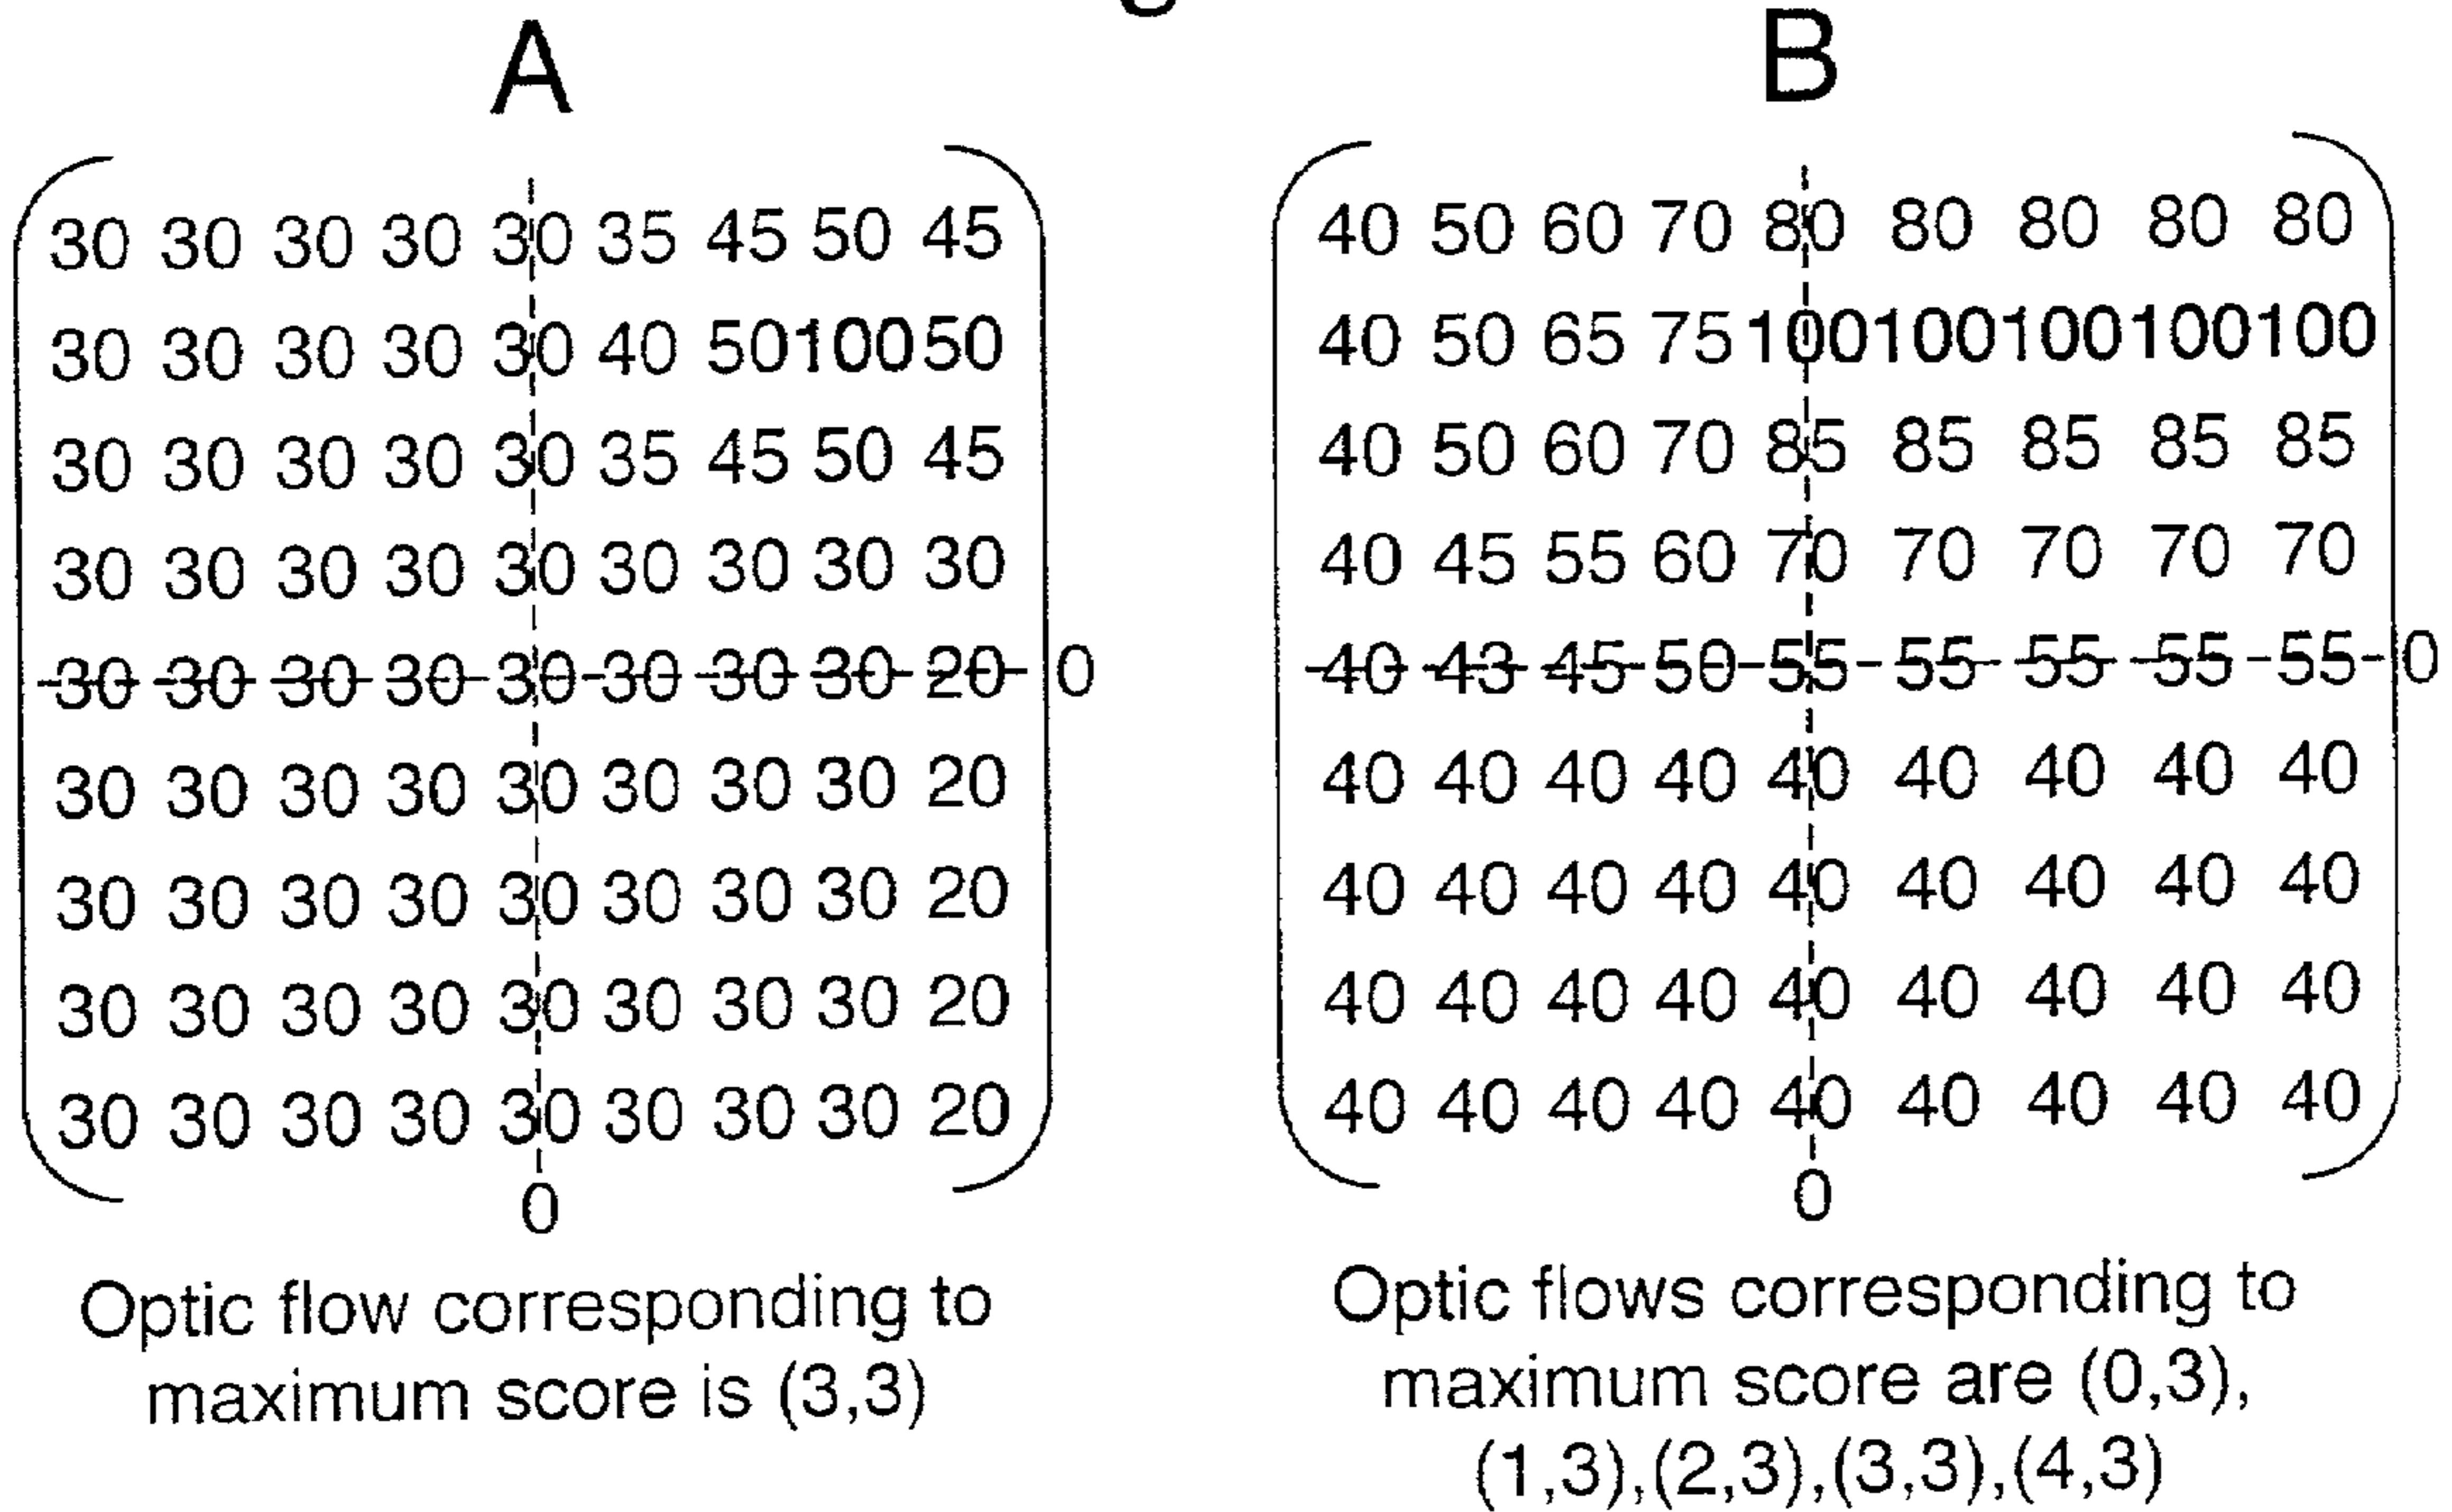 A
30 30 30 30 30 35 45 50 45
30 30 30 30 30 40 50 100 50
30 30 30 30 30 35 45 50 45
30 30 30 30 30 30 30 30 30
30 30 30 30 30 30 30 30 20 0
30 30 30 30 30 30 30 30 20
30 30 30 30 30 30 30 30 20
30 30 30 30 30 30 30 30 20
30 30 30 30 30 30 30 30 20
0
Optic flow corresponding to
maximum score is (3,3)
B
40 50 60 70 80 80 80 80 80
40 50 65 75 100 100 100 100 100
40 50 60 70 85 85 85 85 85
40 45 55 60 70 70 70 70 70
40 43 45 50 55 55 55 55 55 0
40 40 40 40 40 40 40 40 40
40 40 40 40 40 40 40 40 40
40 40 40 40 40 40 40 40 40
40 40 40 40 40 40 40 40 40
0
Optic flows corresponding to
maximum score are (0,3),
(1,3),(2,3),(3,3),(4,3)